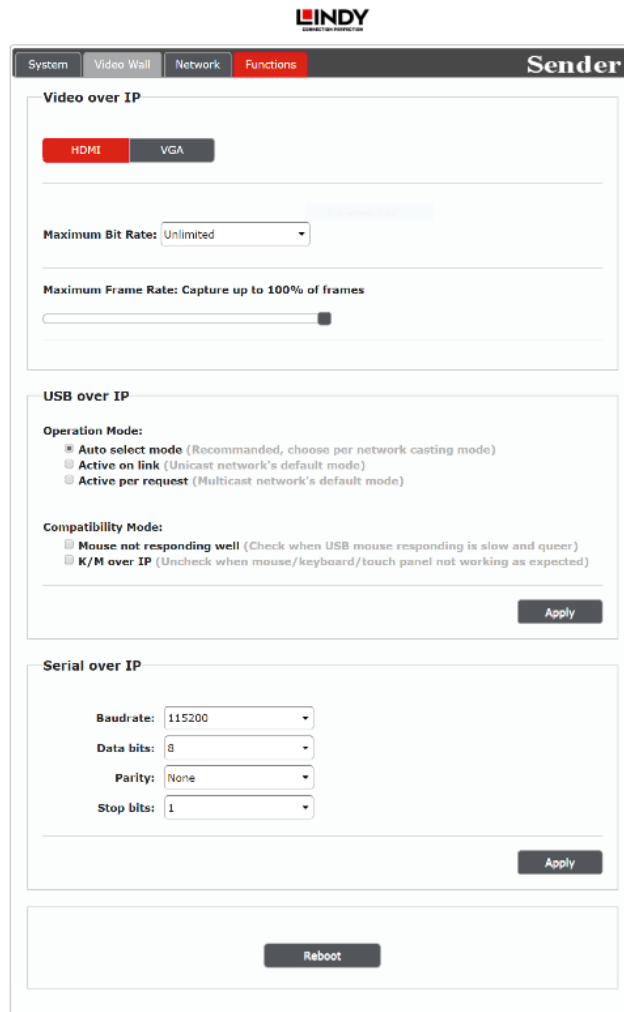 LINDY
CONNECTION PERFECTION
System Video Wall Network Functions Sender
Video over IP
HDMI VGA
Maximum Bit Rate: Unlimited
Maximum Frame Rate: Capture up to 100% of frames
USB over IP
Operation Mode:
Auto select mode (Recommanded, choose per network casting mode)
Active on link (Unicast network's default mode)
Active per request (Multicast network's default mode)
Compatibility Mode:
Mouse not responding well (Check when USB mouse responding is slow and queer)
K/M over IP (Uncheck when mouse/keyboard/touch panel not working as expected)
Apply
Serial over IP
Baudrate: 115200
Data bits: 8
Parity: None
Stop bits: 1
Apply
Reboot